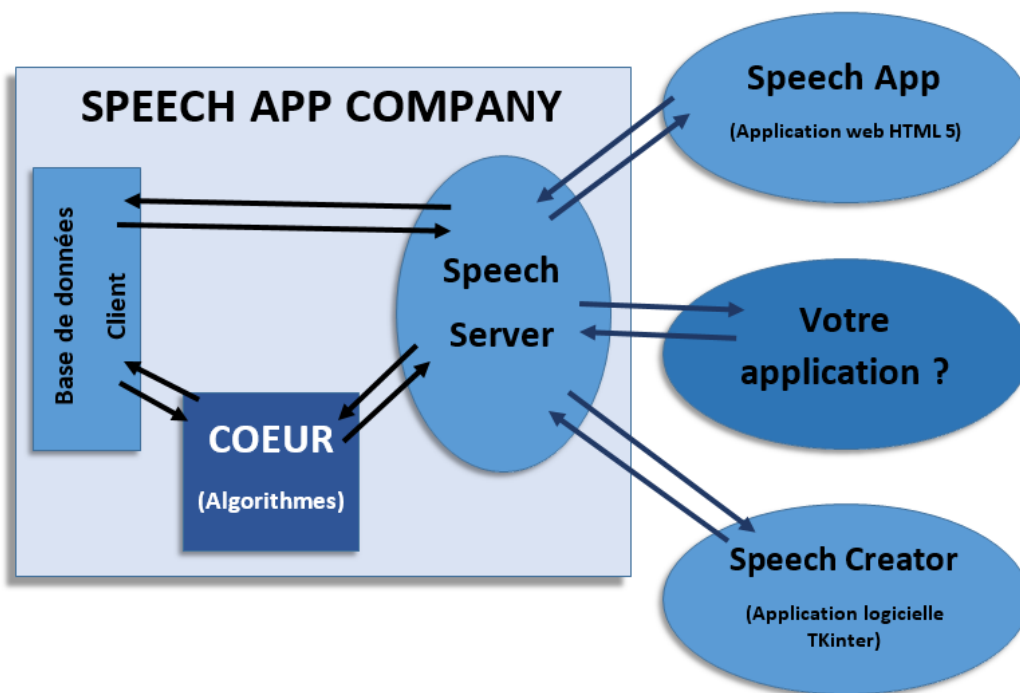 SPEECH APP COMPANY
Base de données
Client
COEUR
(Algorithmes)
Speech
Server
Speech App
(Application web HTML 5)
Votre
application ?
Speech Creator
(Application logicielle
TKinter)